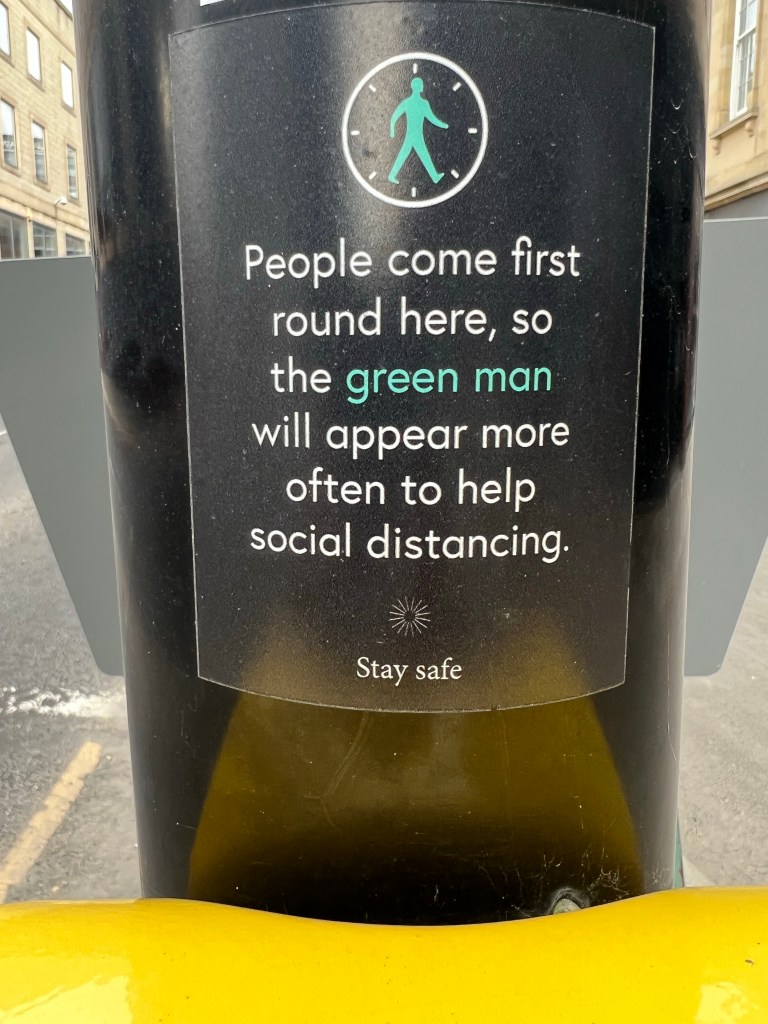 People come first
round here, so
the green man
will appear more
often to help
social distancing.
Stay safe